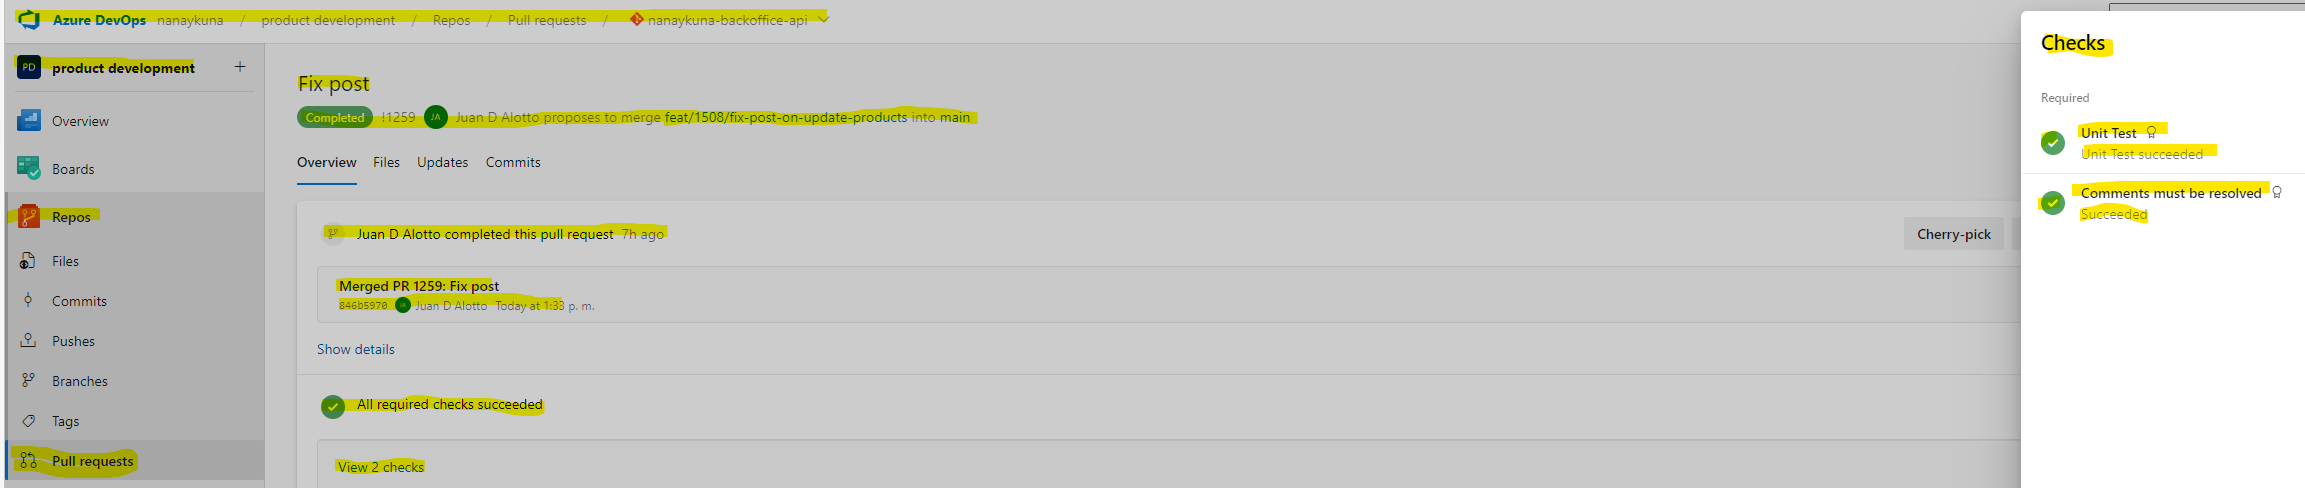 Azure DevOps nanaykuna / product development / Repos / Pull requests / nanaykuna-backoffice-api
PD product development +
Overview
Boards
Repos
Files
Commits
Pushes
Branches
Tags
Pull requests
Fix post
Completed !1259 JA Juan D Alotto proposes to merge feat/1508/fix-post-on-update-products into main
Overview Files Updates Commits
Juan D Alotto completed this pull request 7h ago
Cherry-pick
Merged PR 1259: Fix post
846b5970 JA Juan D Alotto Today at 1:33 p. m.
Show details
All required checks succeeded
View 2 checks
Checks
Required
Unit Test
Unit Test succeeded
Comments must be resolved
Succeeded